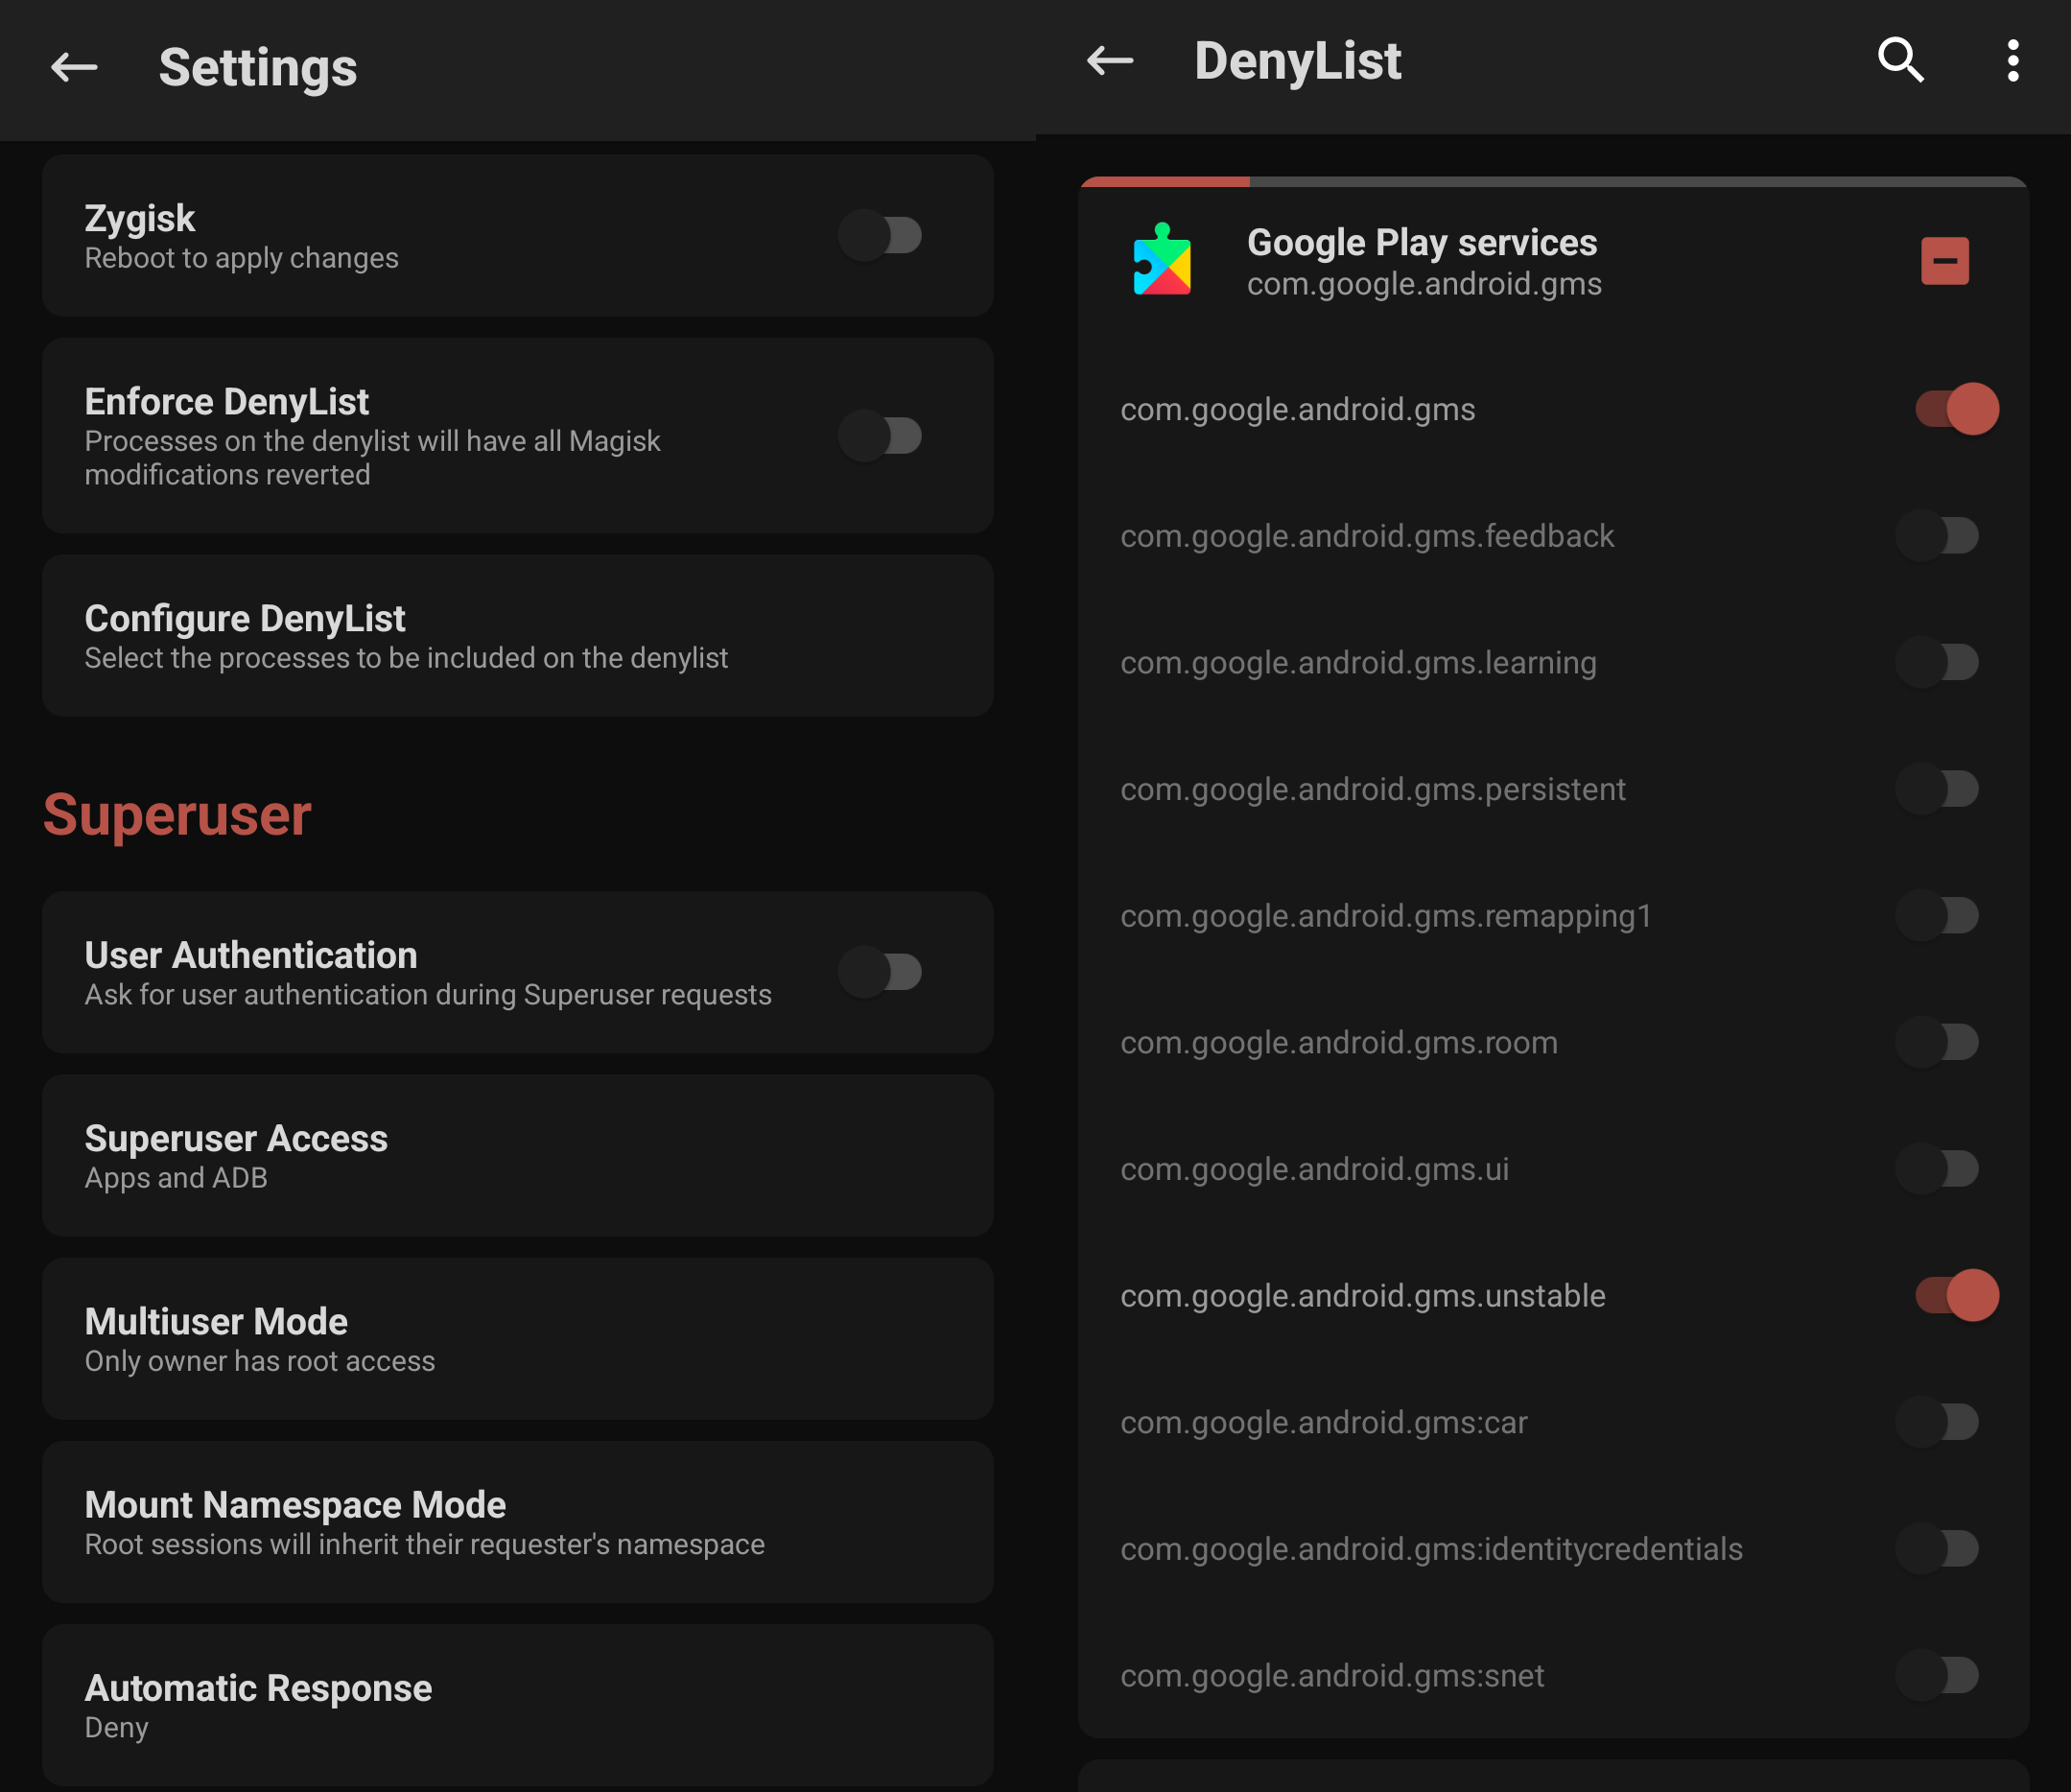 Settings
Zygisk
Reboot to apply changes
Enforce DenyList
Processes on the denylist will have all Magisk
modifications reverted
Configure DenyList
Select the processes to be included on the denylist
Superuser
User Authentication
Ask for user authentication during Superuser requests
Superuser Access
Apps and ADB
Multiuser Mode
Only owner has root access
Mount Namespace Mode
Root sessions will inherit their requester's namespace
Automatic Response
Deny
DenyList
Google Play services
com.google.android.gms
com.google.android.gms
com.google.android.gms.feedback
com.google.android.gms.learning
com.google.android.gms.persistent
com.google.android.gms.remapping1
com.google.android.gms.room
com.google.android.gms.ui
com.google.android.gms.unstable
com.google.android.gms:car
com.google.android.gms:identitycredentials
com.google.android.gms:snet